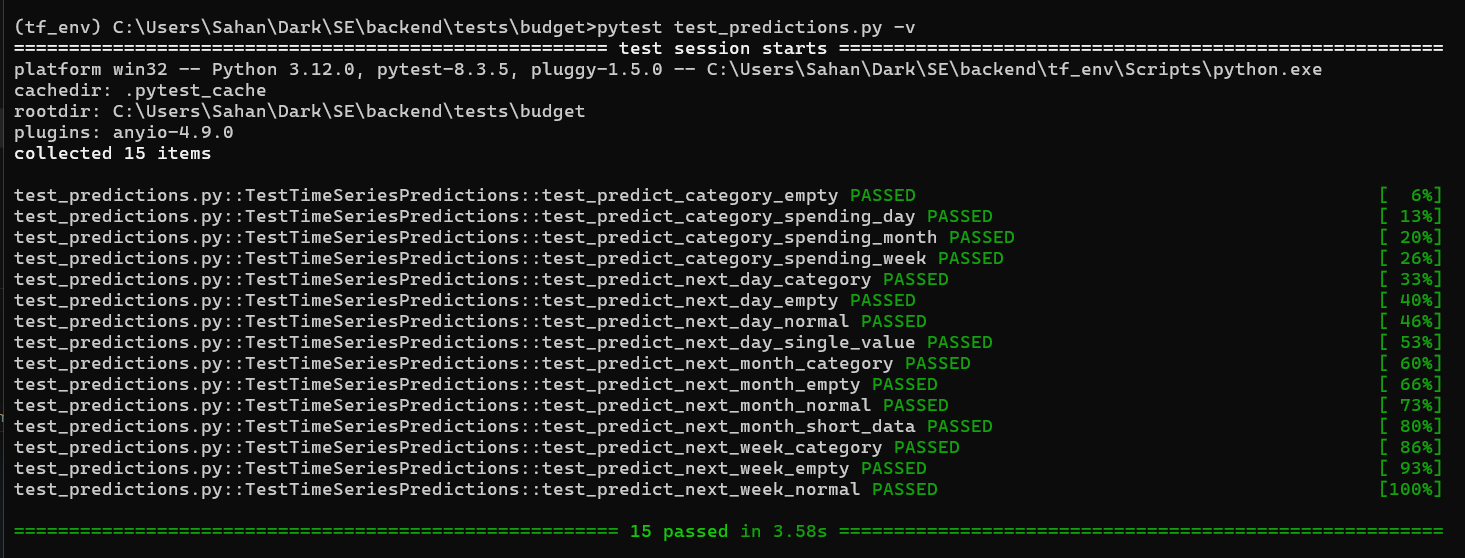 (tf_env) C:\Users\Sahan\Dark\SE\backend\tests\budget>pytest test_predictions.py -v
====================================================== test session starts =======================================================
platform win32 -- Python 3.12.0, pytest-8.3.5, pluggy-1.5.0 -- C:\Users\Sahan\Dark\SE\backend\tf_env\Scripts\python.exe
cachedir: .pytest_cache
rootdir: C:\Users\Sahan\Dark\SE\backend\tests\budget
plugins: anyio-4.9.0
collected 15 items

test_predictions.py::TestTimeSeriesPredictions::test_predict_category_empty PASSED [  6%]
test_predictions.py::TestTimeSeriesPredictions::test_predict_category_spending_day PASSED [ 13%]
test_predictions.py::TestTimeSeriesPredictions::test_predict_category_spending_month PASSED [ 20%]
test_predictions.py::TestTimeSeriesPredictions::test_predict_category_spending_week PASSED [ 26%]
test_predictions.py::TestTimeSeriesPredictions::test_predict_next_day_category PASSED [ 33%]
test_predictions.py::TestTimeSeriesPredictions::test_predict_next_day_empty PASSED [ 40%]
test_predictions.py::TestTimeSeriesPredictions::test_predict_next_day_normal PASSED [ 46%]
test_predictions.py::TestTimeSeriesPredictions::test_predict_next_day_single_value PASSED [ 53%]
test_predictions.py::TestTimeSeriesPredictions::test_predict_next_month_category PASSED [ 60%]
test_predictions.py::TestTimeSeriesPredictions::test_predict_next_month_empty PASSED [ 66%]
test_predictions.py::TestTimeSeriesPredictions::test_predict_next_month_normal PASSED [ 73%]
test_predictions.py::TestTimeSeriesPredictions::test_predict_next_month_short_data PASSED [ 80%]
test_predictions.py::TestTimeSeriesPredictions::test_predict_next_week_category PASSED [ 86%]
test_predictions.py::TestTimeSeriesPredictions::test_predict_next_week_empty PASSED [ 93%]
test_predictions.py::TestTimeSeriesPredictions::test_predict_next_week_normal PASSED [100%]

======================================================= 15 passed in 3.58s =======================================================